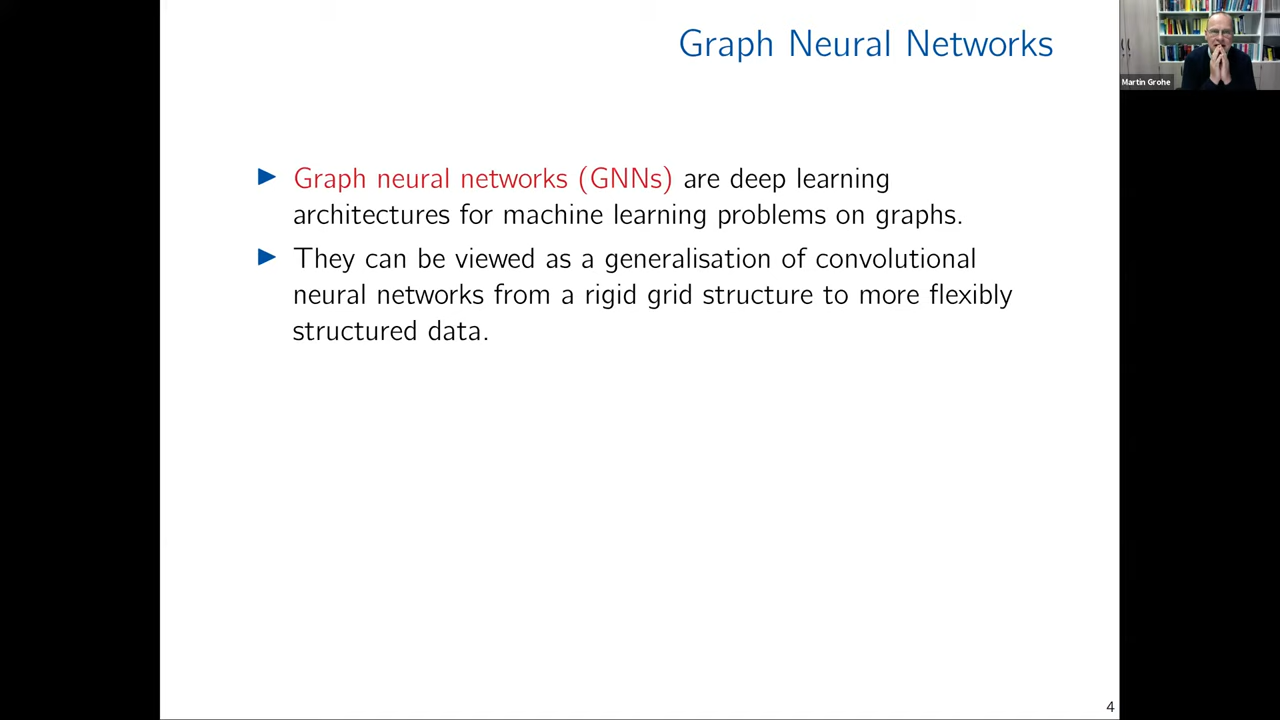 Graph Neural Networks
Martin Grohe
▶ Graph neural networks (GNNs) are deep learning
architectures for machine learning problems on graphs.
▶ They can be viewed as a generalisation of convolutional
neural networks from a rigid grid structure to more flexibly
structured data.
4